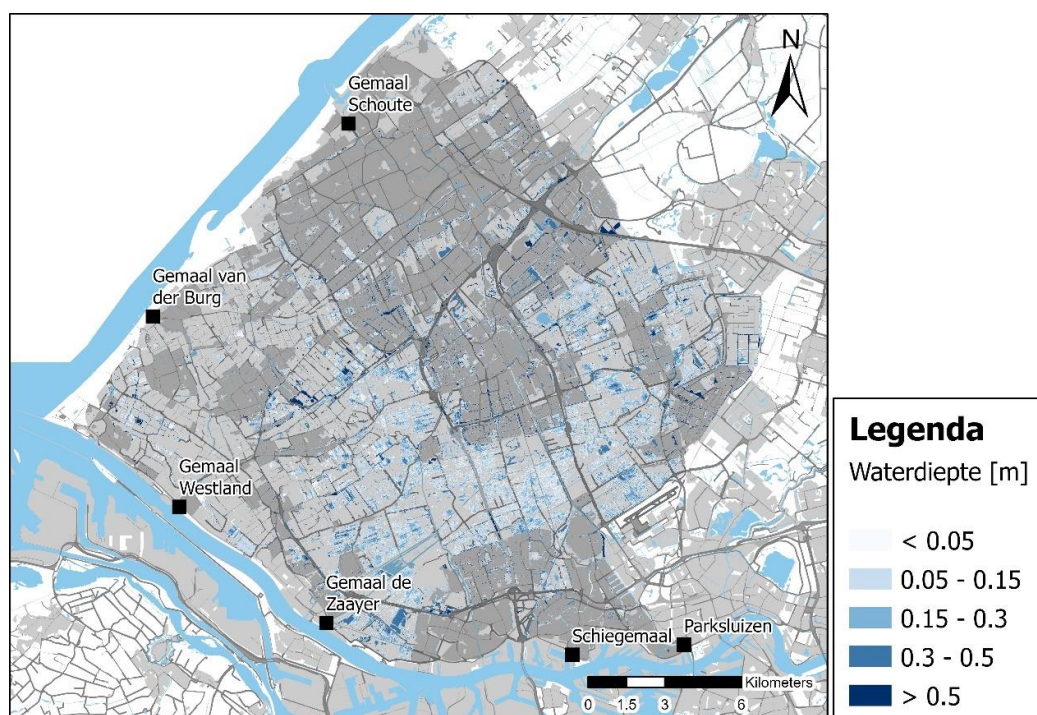 N
Gemaal
Schoute
Gemaal van
der Burg
Gemaal
Westland
Gemaal de
Zaayer
Schiegemaal
Parksluizen
Kilometers
0 1.5 3 6
Legenda
Waterdiepte [m]
< 0.05
0.05 - 0.15
0.15 - 0.3
0.3 - 0.5
> 0.5